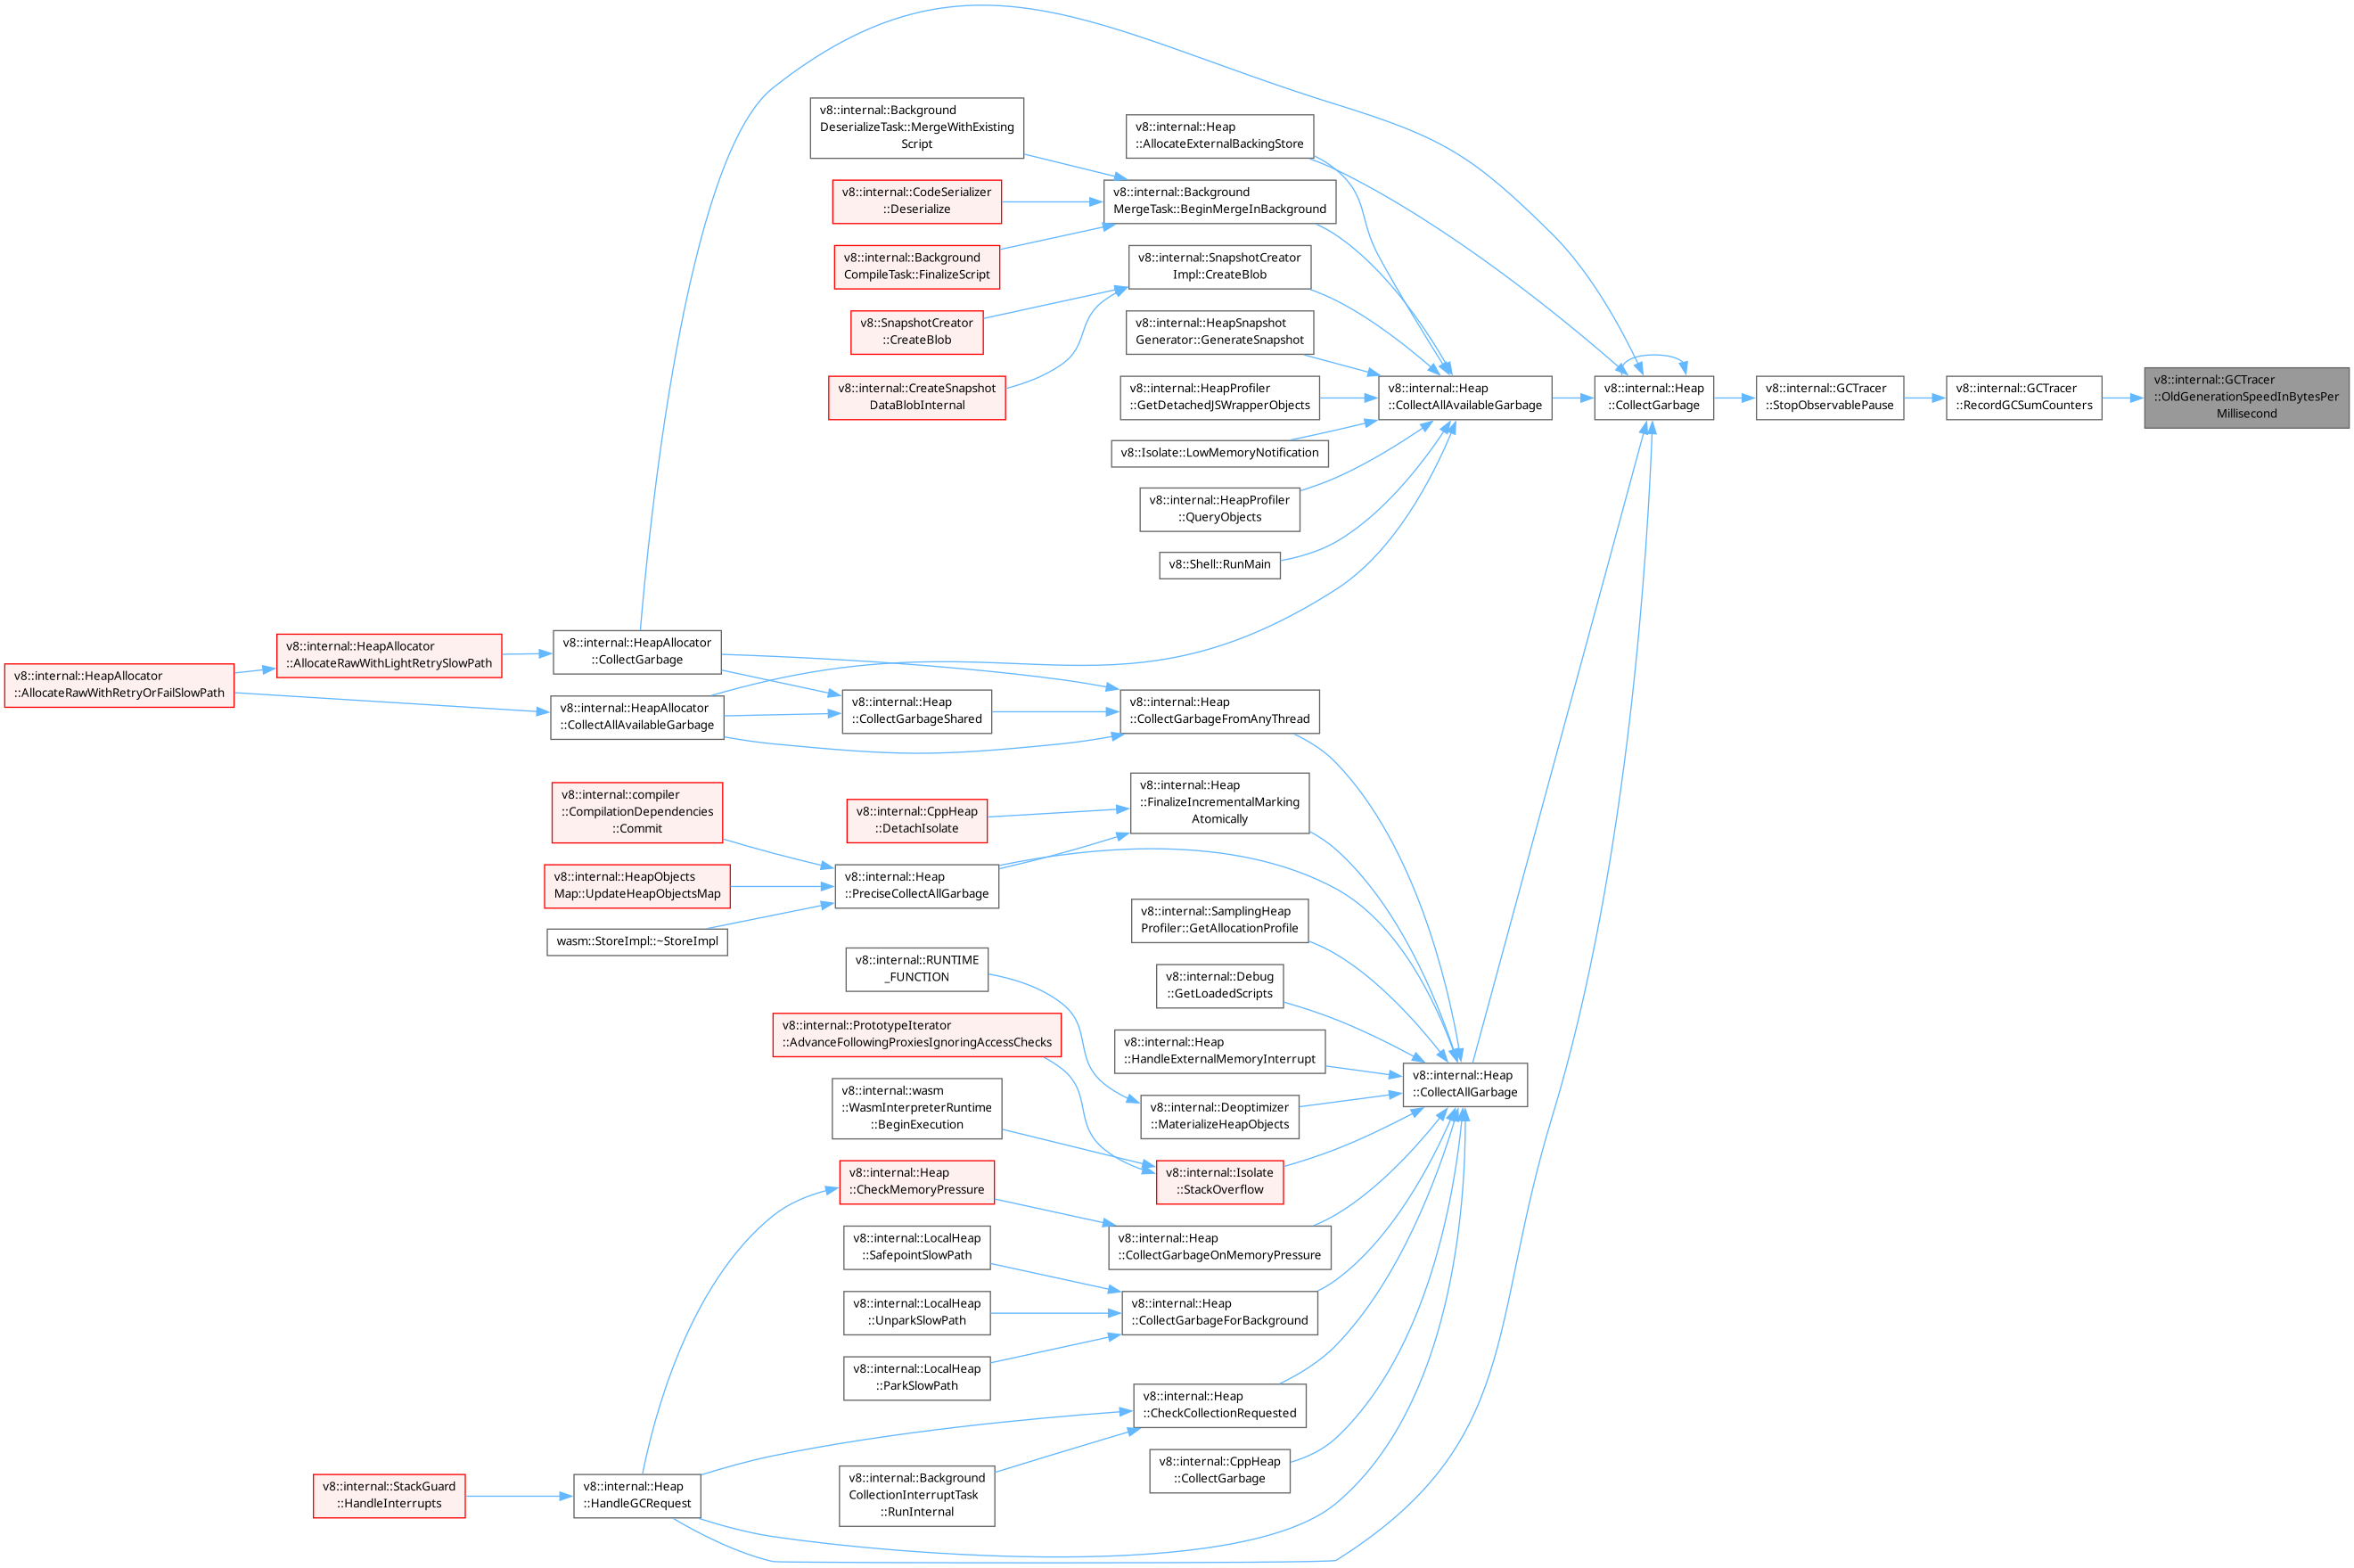 v8::internal::Background
DeserializeTask::MergeWithExisting
Script
v8::internal::Heap
::AllocateExternalBackingStore
v8::internal::CodeSerializer
::Deserialize
v8::internal::Background
MergeTask::BeginMergeInBackground
v8::internal::Background
CompileTask::FinalizeScript
v8::internal::SnapshotCreator
Impl::CreateBlob
v8::SnapshotCreator
::CreateBlob
v8::internal::HeapSnapshot
Generator::GenerateSnapshot
v8::internal::CreateSnapshot
DataBlobInternal
v8::internal::HeapProfiler
::GetDetachedJSWrapperObjects
v8::internal::Heap
::CollectAllAvailableGarbage
v8::internal::Heap
::CollectGarbage
v8::internal::GCTracer
::StopObservablePause
v8::internal::GCTracer
::RecordGCSumCounters
v8::internal::GCTracer
::OldGenerationSpeedInBytesPer
Millisecond
v8::Isolate::LowMemoryNotification
v8::internal::HeapProfiler
::QueryObjects
v8::Shell::RunMain
v8::internal::HeapAllocator
::AllocateRawWithRetryOrFailSlowPath
v8::internal::HeapAllocator
::AllocateRawWithLightRetrySlowPath
v8::internal::HeapAllocator
::CollectGarbage
v8::internal::HeapAllocator
::CollectAllAvailableGarbage
v8::internal::Heap
::CollectGarbageShared
v8::internal::Heap
::CollectGarbageFromAnyThread
v8::internal::compiler
::CompilationDependencies
::Commit
v8::internal::CppHeap
::DetachIsolate
v8::internal::Heap
::FinalizeIncrementalMarking
Atomically
v8::internal::HeapObjects
Map::UpdateHeapObjectsMap
v8::internal::Heap
::PreciseCollectAllGarbage
wasm::StoreImpl::~StoreImpl
v8::internal::SamplingHeap
Profiler::GetAllocationProfile
v8::internal::RUNTIME
_FUNCTION
v8::internal::Debug
::GetLoadedScripts
v8::internal::PrototypeIterator
::AdvanceFollowingProxiesIgnoringAccessChecks
v8::internal::Heap
::HandleExternalMemoryInterrupt
v8::internal::Heap
::CollectAllGarbage
v8::internal::wasm
::WasmInterpreterRuntime
::BeginExecution
v8::internal::Deoptimizer
::MaterializeHeapObjects
v8::internal::Heap
::CheckMemoryPressure
v8::internal::Isolate
::StackOverflow
v8::internal::LocalHeap
::SafepointSlowPath
v8::internal::Heap
::CollectGarbageOnMemoryPressure
v8::internal::LocalHeap
::UnparkSlowPath
v8::internal::Heap
::CollectGarbageForBackground
v8::internal::LocalHeap
::ParkSlowPath
v8::internal::Heap
::CheckCollectionRequested
v8::internal::CppHeap
::CollectGarbage
v8::internal::StackGuard
::HandleInterrupts
v8::internal::Heap
::HandleGCRequest
v8::internal::Background
CollectionInterruptTask
::RunInternal